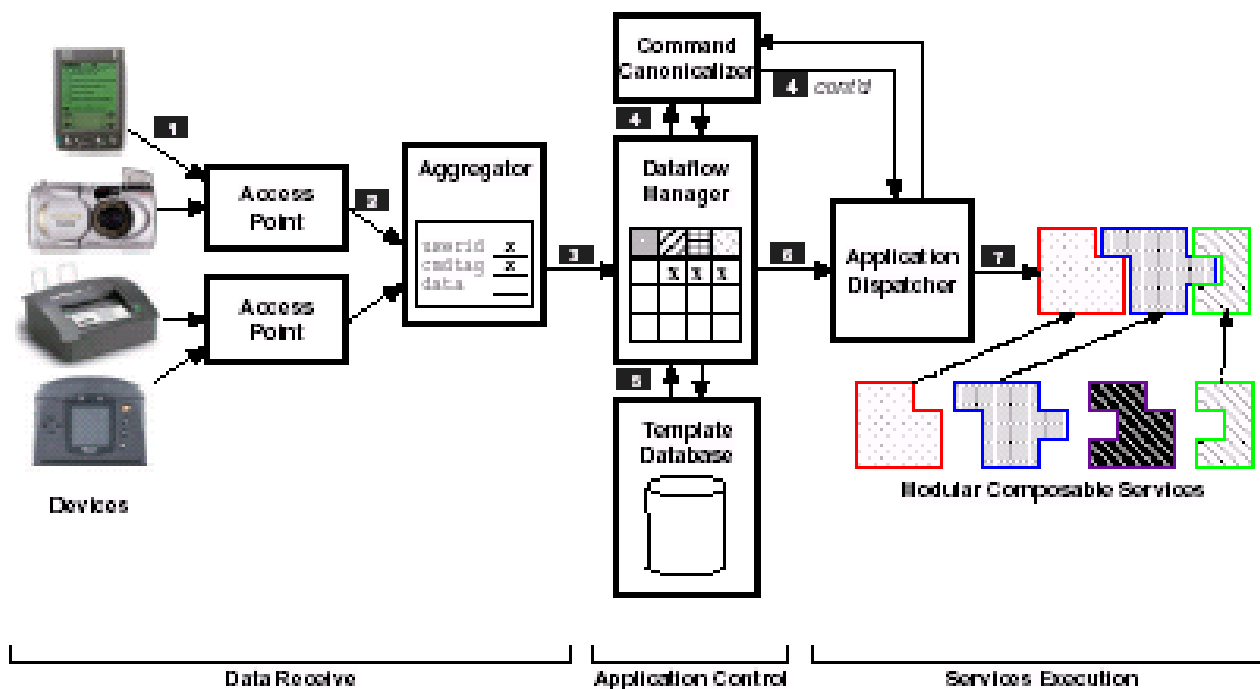 Command
Canonicalizer
4
cont'd
1
4
Aggregator
Dataflow
Manager
Access
Point
2
userid x
cmdtag x
data
3
x x x
6
Application
Dispatcher
7
Access
Point
5
Template
Database
Devices
Modular Composable Services
Data Receive
Application Control
Services Execution